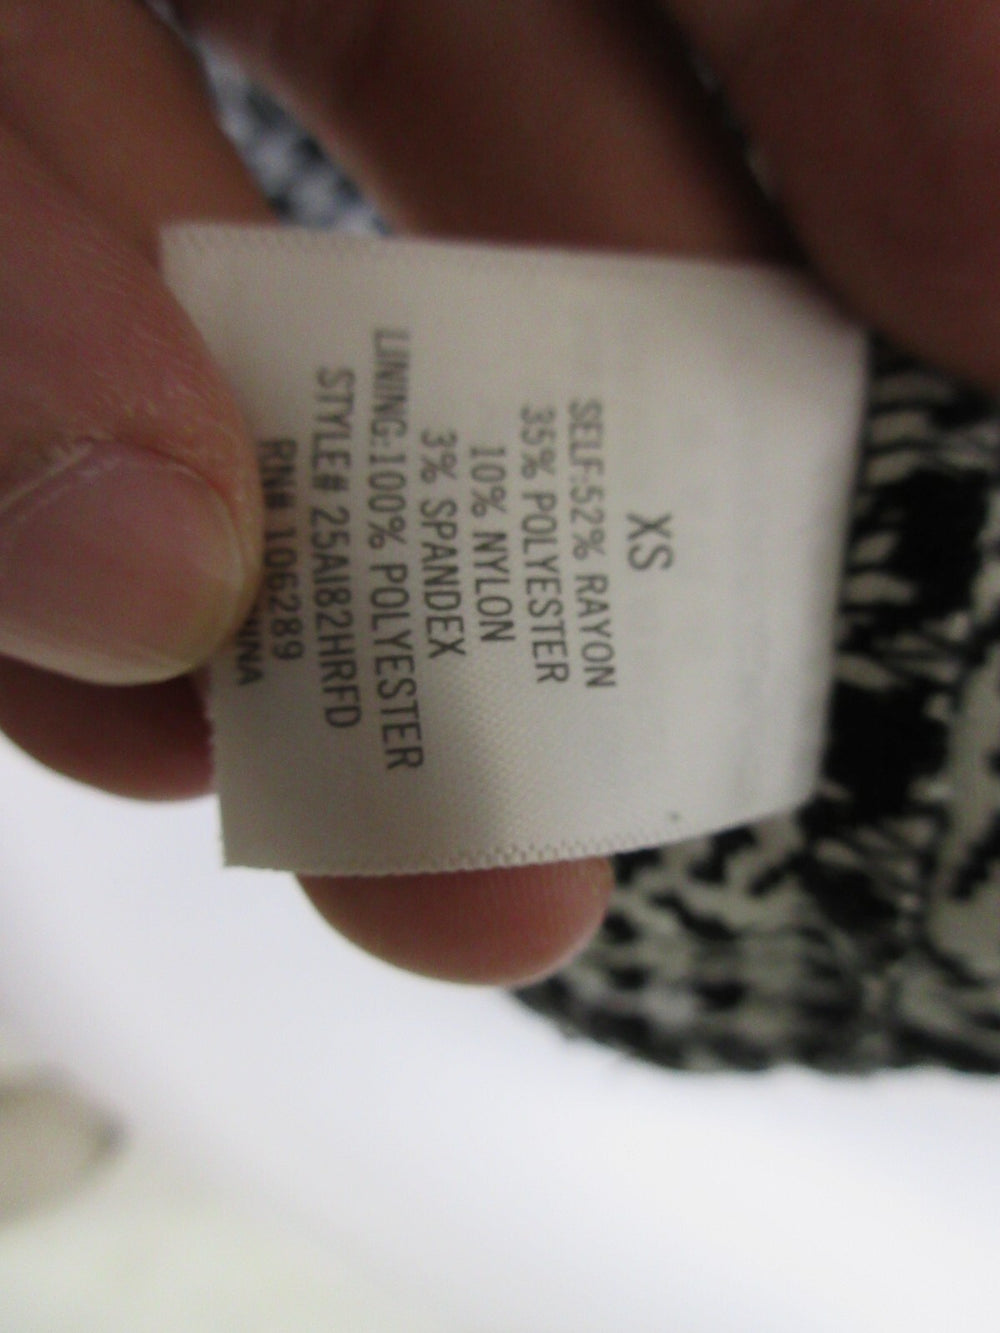 XS
SELF:52% RAYON
35% POLYESTER
10% NYLON
3% SPANDEX
LINING:100% POLYESTER
STYLE# 25AI82HRFD
RN# 106289